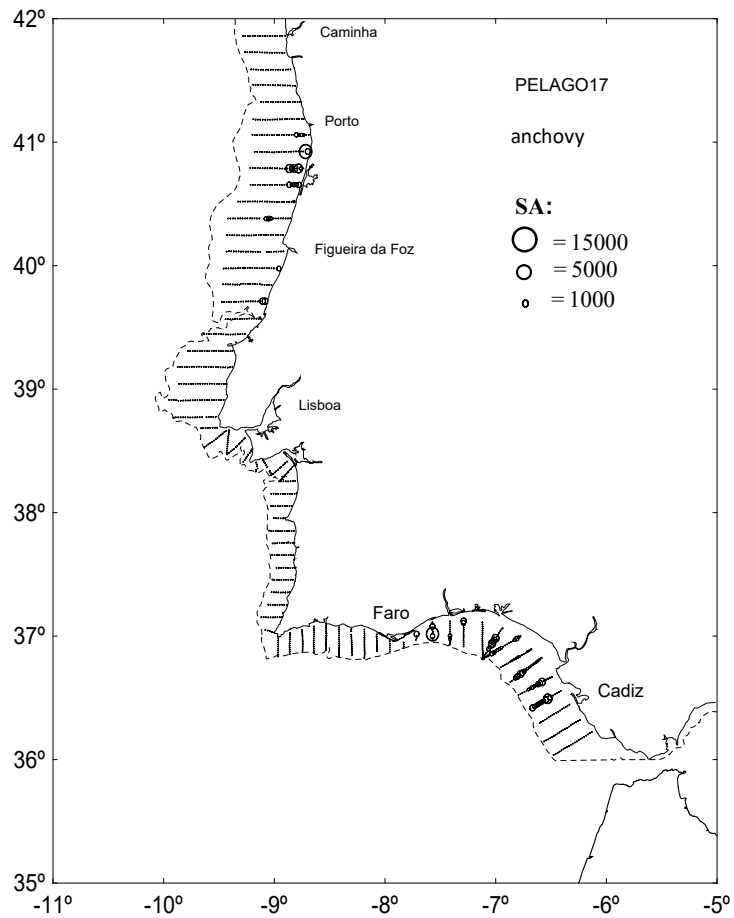 42º
Caminha
PELAGO17
Porto
41º
anchovy
SA:
= 15000
Figueira da Foz
= 5000
40º
= 1000
39º
Lisboa
38º
Faro
37º
Cadiz
36º
35º
-11º -10º -9º -8º -7º -6º -5º